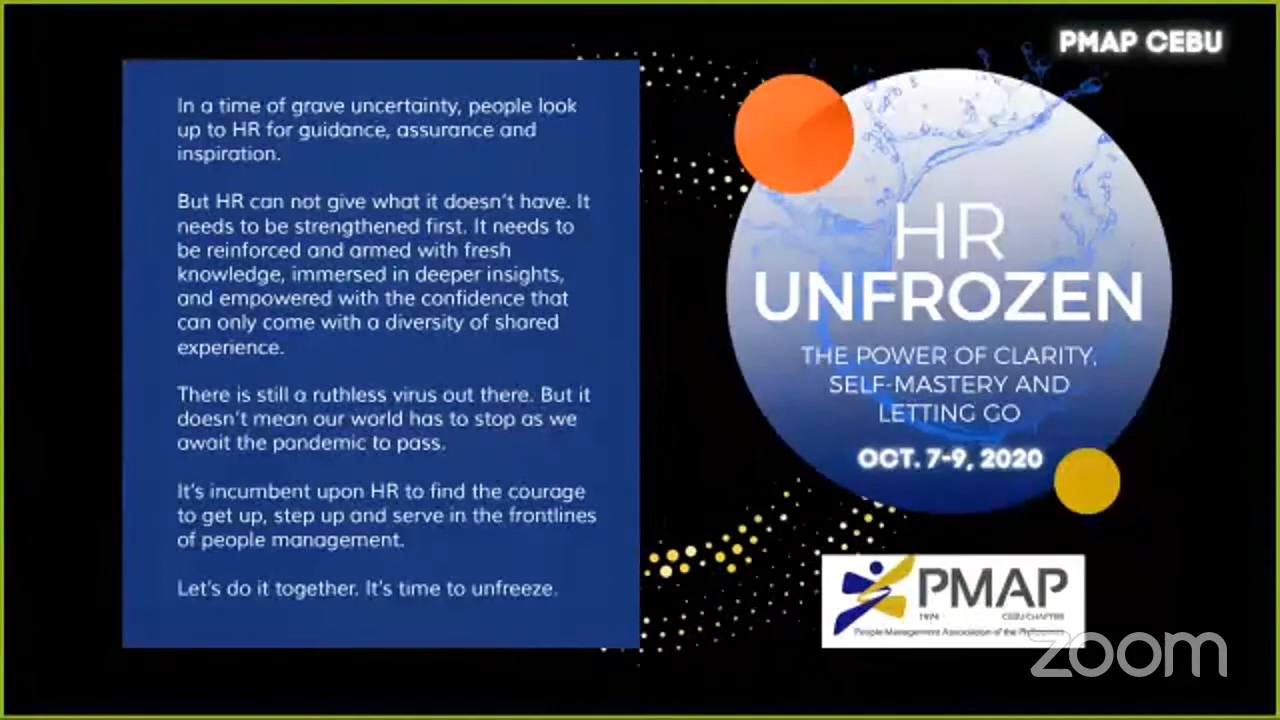 PMAP CEBU
In a time of grave uncertainty, people look
up to HR for guidance, assurance and
inspiration.
But HR can not give what it doesn't have. It
needs to be strengthened first. It needs to
be reinforced and armed with fresh
knowledge, immersed in deeper insights,
and empowered with the confidence that
can only come with a diversity of shared
experience.
There is still a ruthless virus out there. But it
doesn't mean our world has to stop as we
await the pandemic to pass.
It's incumbent upon HR to find the courage
to get up, step up and serve in the frontlines
of people management.
Let's do it together. It's time to unfreeze.
HR
UNFROZEN
THE POWER OF CLARITY,
SELF-MASTERY AND
LETTING GO
OCT. 7-9, 2020
PMAP
CEBU CHAPTER
People Management Association of the Philippines
zoom